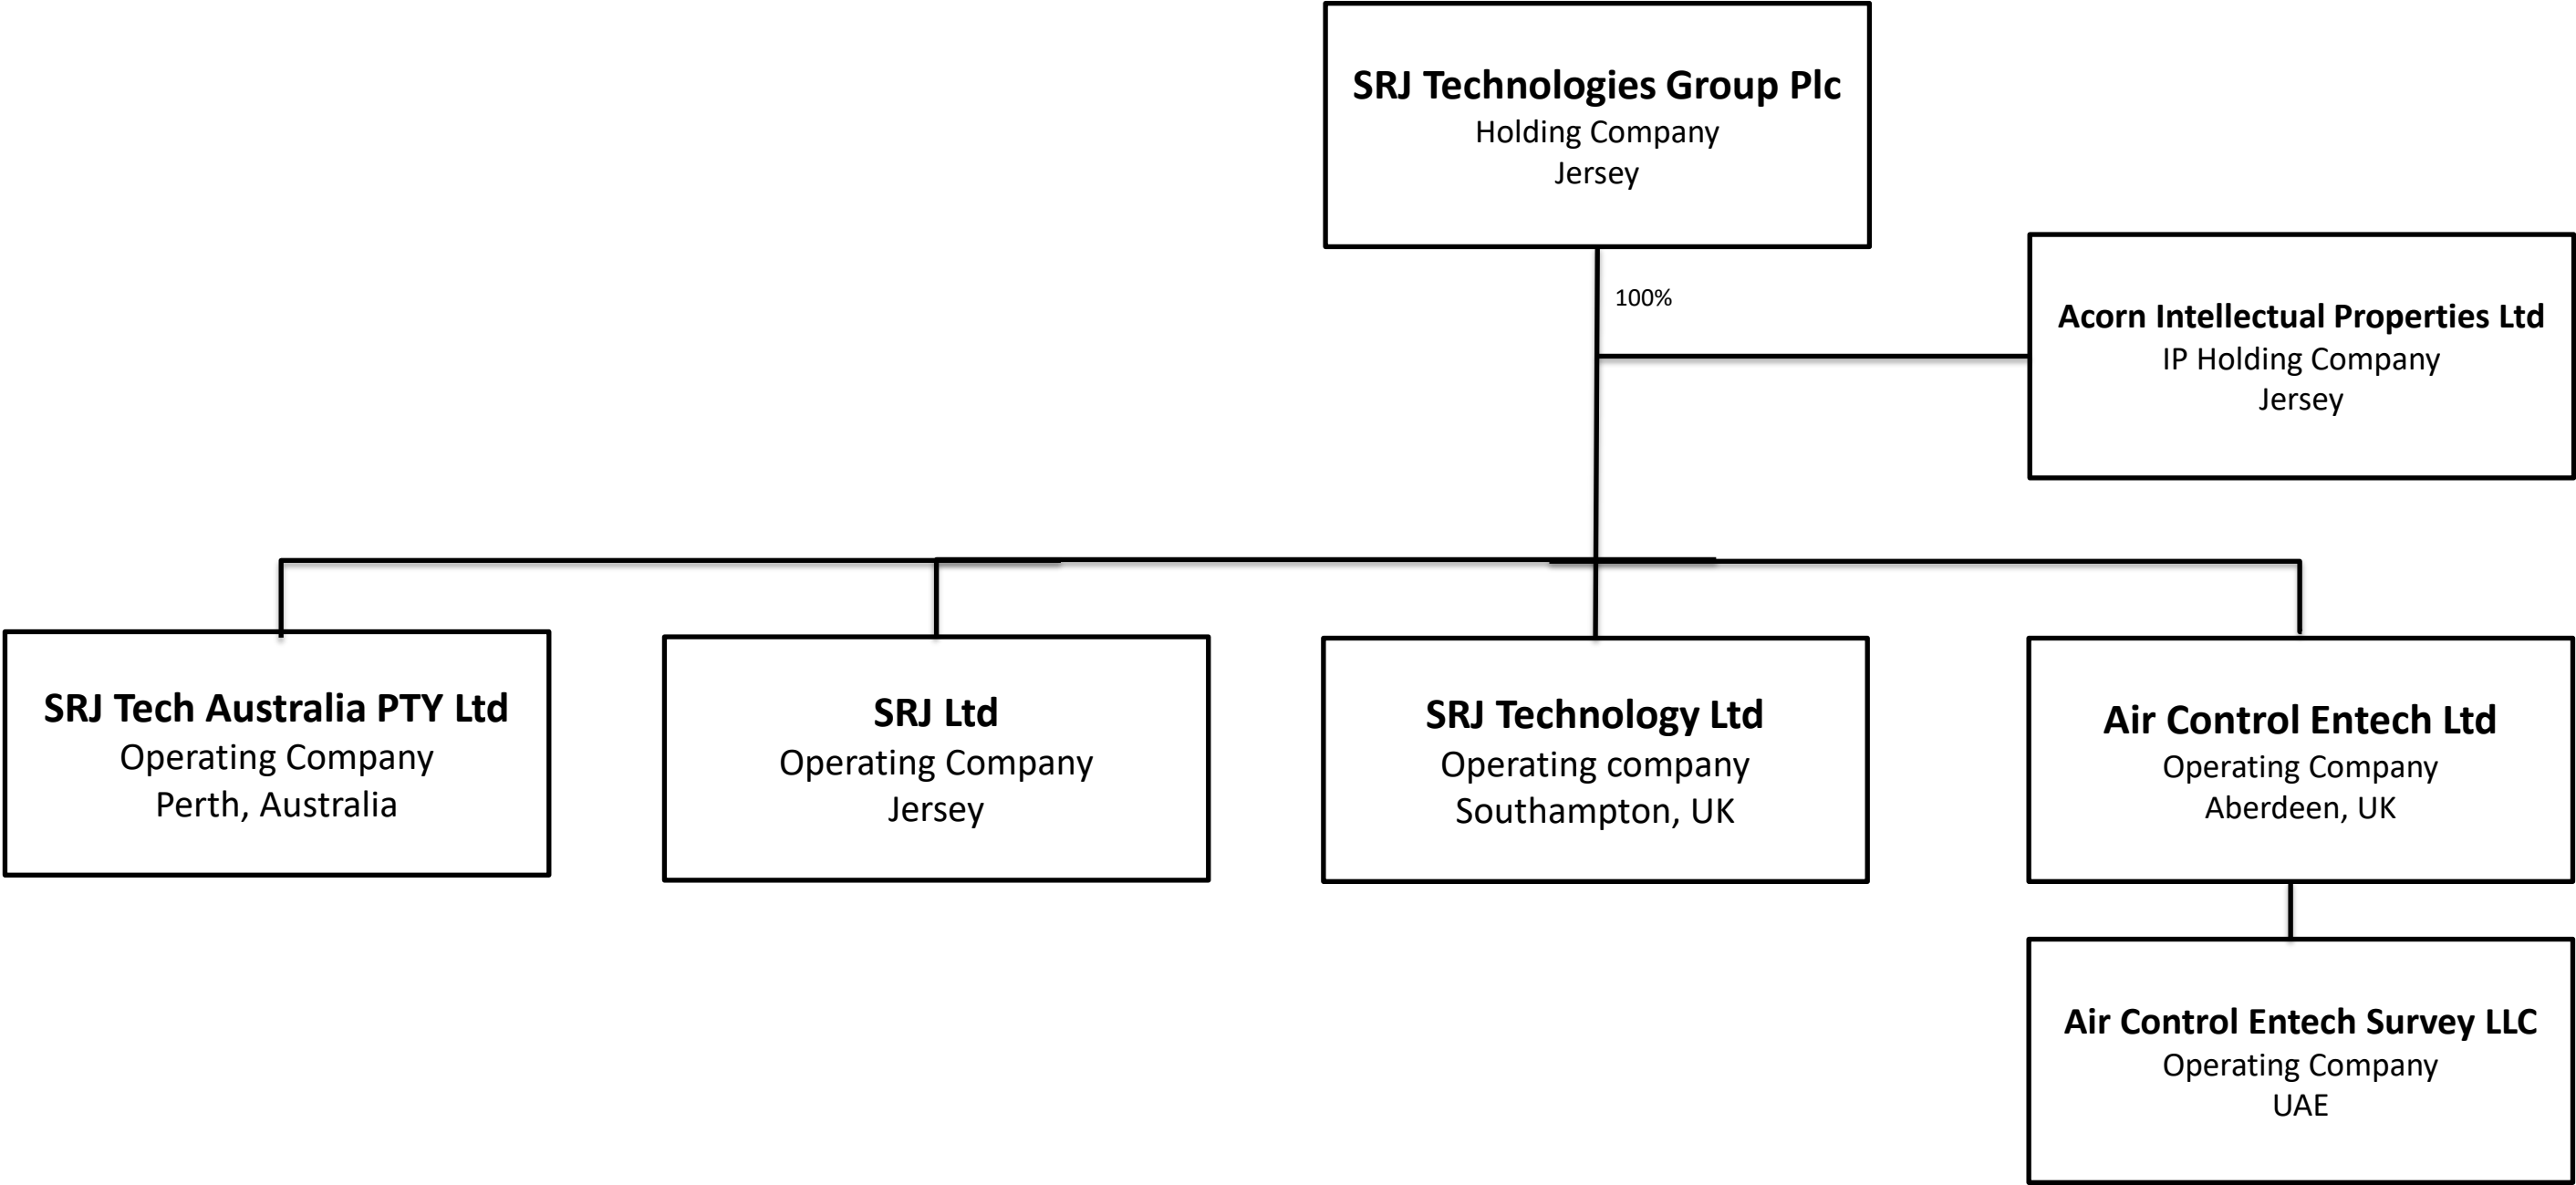 SRJ Technologies Group Plc
Holding Company
Jersey
100%
Acorn Intellectual Properties Ltd
IP Holding Company
Jersey
SRJ Tech Australia PTY Ltd
Operating Company
Perth, Australia
SRJ Ltd
Operating Company
Jersey
SRJ Technology Ltd
Operating company
Southampton, UK
Air Control Entech Ltd
Operating Company
Aberdeen, UK
Air Control Entech Survey LLC
Operating Company
UAE